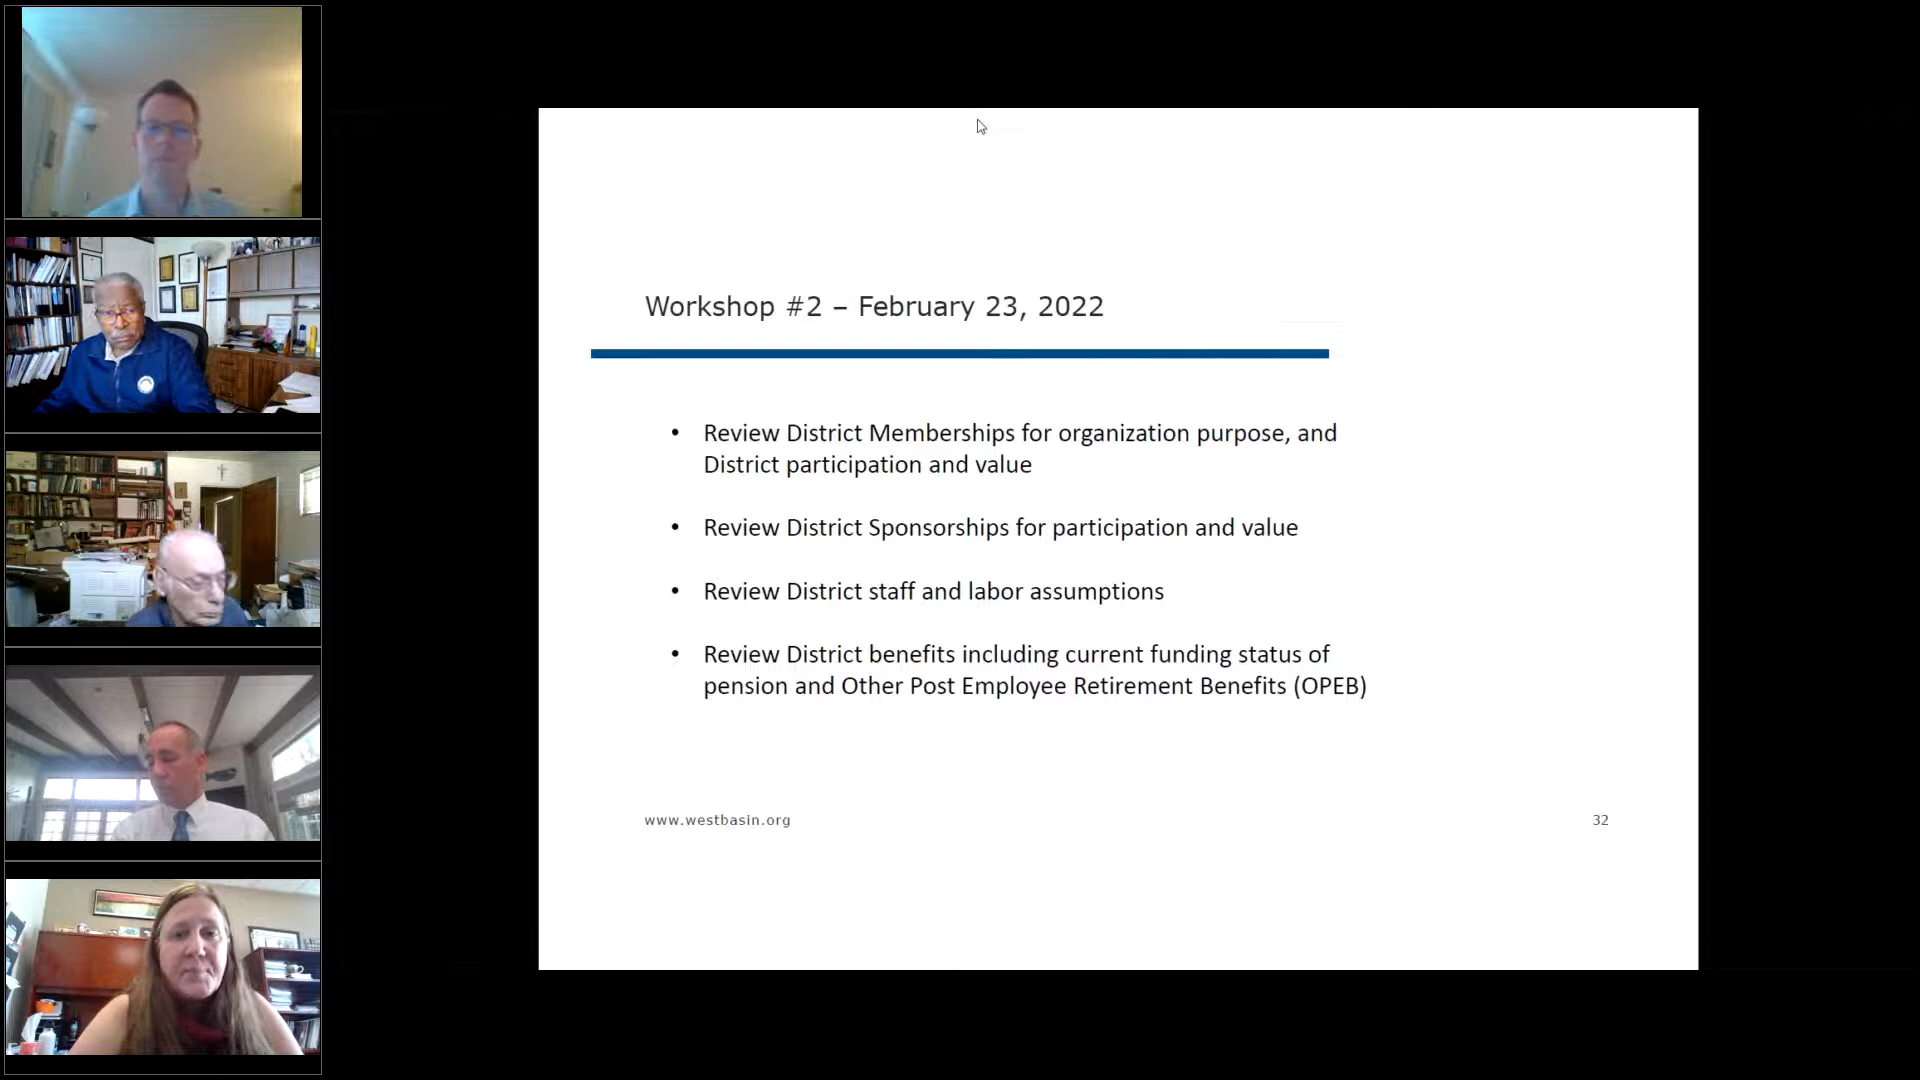 Workshop #2 – February 23, 2022
• Review District Memberships for organization purpose, and
District participation and value
• Review District Sponsorships for participation and value
• Review District staff and labor assumptions
• Review District benefits including current funding status of
pension and Other Post Employee Retirement Benefits (OPEB)
www.westbasin.org
32